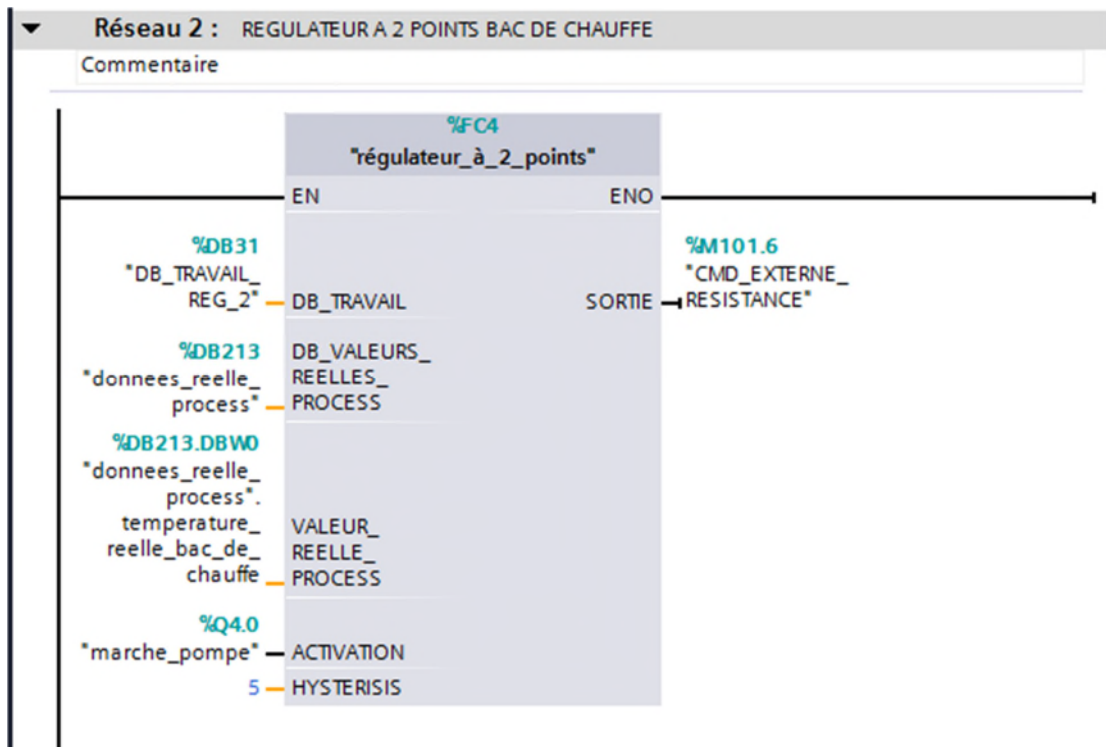 Réseau 2 : REGULATEUR A 2 POINTS BAC DE CHAUFFE
Commentaire
%FC4
"régulateur_à_2_points"
EN ENO
%DB31
"DB_TRAVAIL_
REG_2" DB_TRAVAIL
%M101.6
"CMD_EXTERNE_
SORTIE RESISTANCE"
%DB213
"donnees_reelle_
process"
DB_VALEURS_
REELLES_
PROCESS
%DB213.DBW0
"donnees_reelle_
process".
temperature_
reelle_bac_de_
chauffe
VALEUR_
REELLE_
PROCESS
%Q4.0
"marche_pompe" ACTIVATION
5 HYSTERISIS